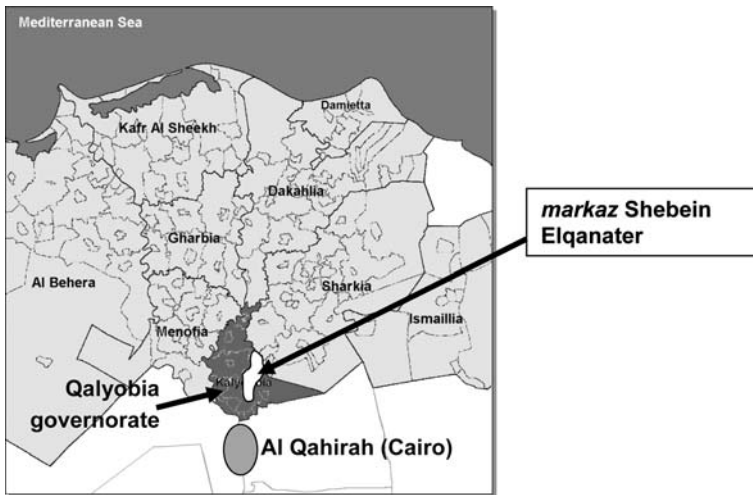 Mediterranean Sea
Damietta
Kafr Al Sheekh
Dakahlia
markaz Shebein
Elqanater
Gharbia
Al Behera
Sharkia
Ismaillia
Menofia
Qalyobia
governorate
Al Qahirah (Cairo)